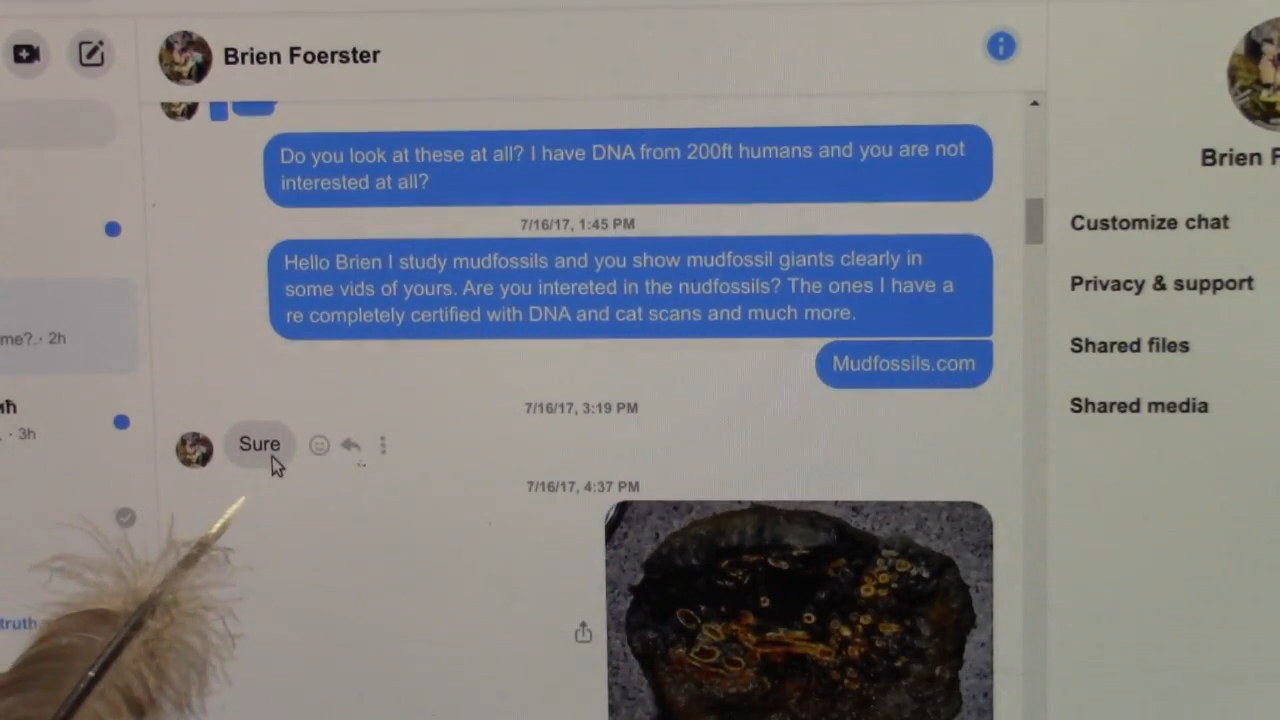 Brien Foerster
Do you look at these at all? I have DNA from 200ft humans and you are not
interested at all?
7/16/17, 1:45 PM
Hello Brien I study mudfossils and you show mudfossil giants clearly in
some vids of yours. Are you intereted in the nudfossils? The ones I have a
re completely certified with DNA and cat scans and much more.
Mudfossils.com
7/16/17, 3:19 PM
Sure
7/16/17, 4:37 PM
me?. · 2h
. · 3h
truth
Brien F
Customize chat
Privacy & support
Shared files
Shared media